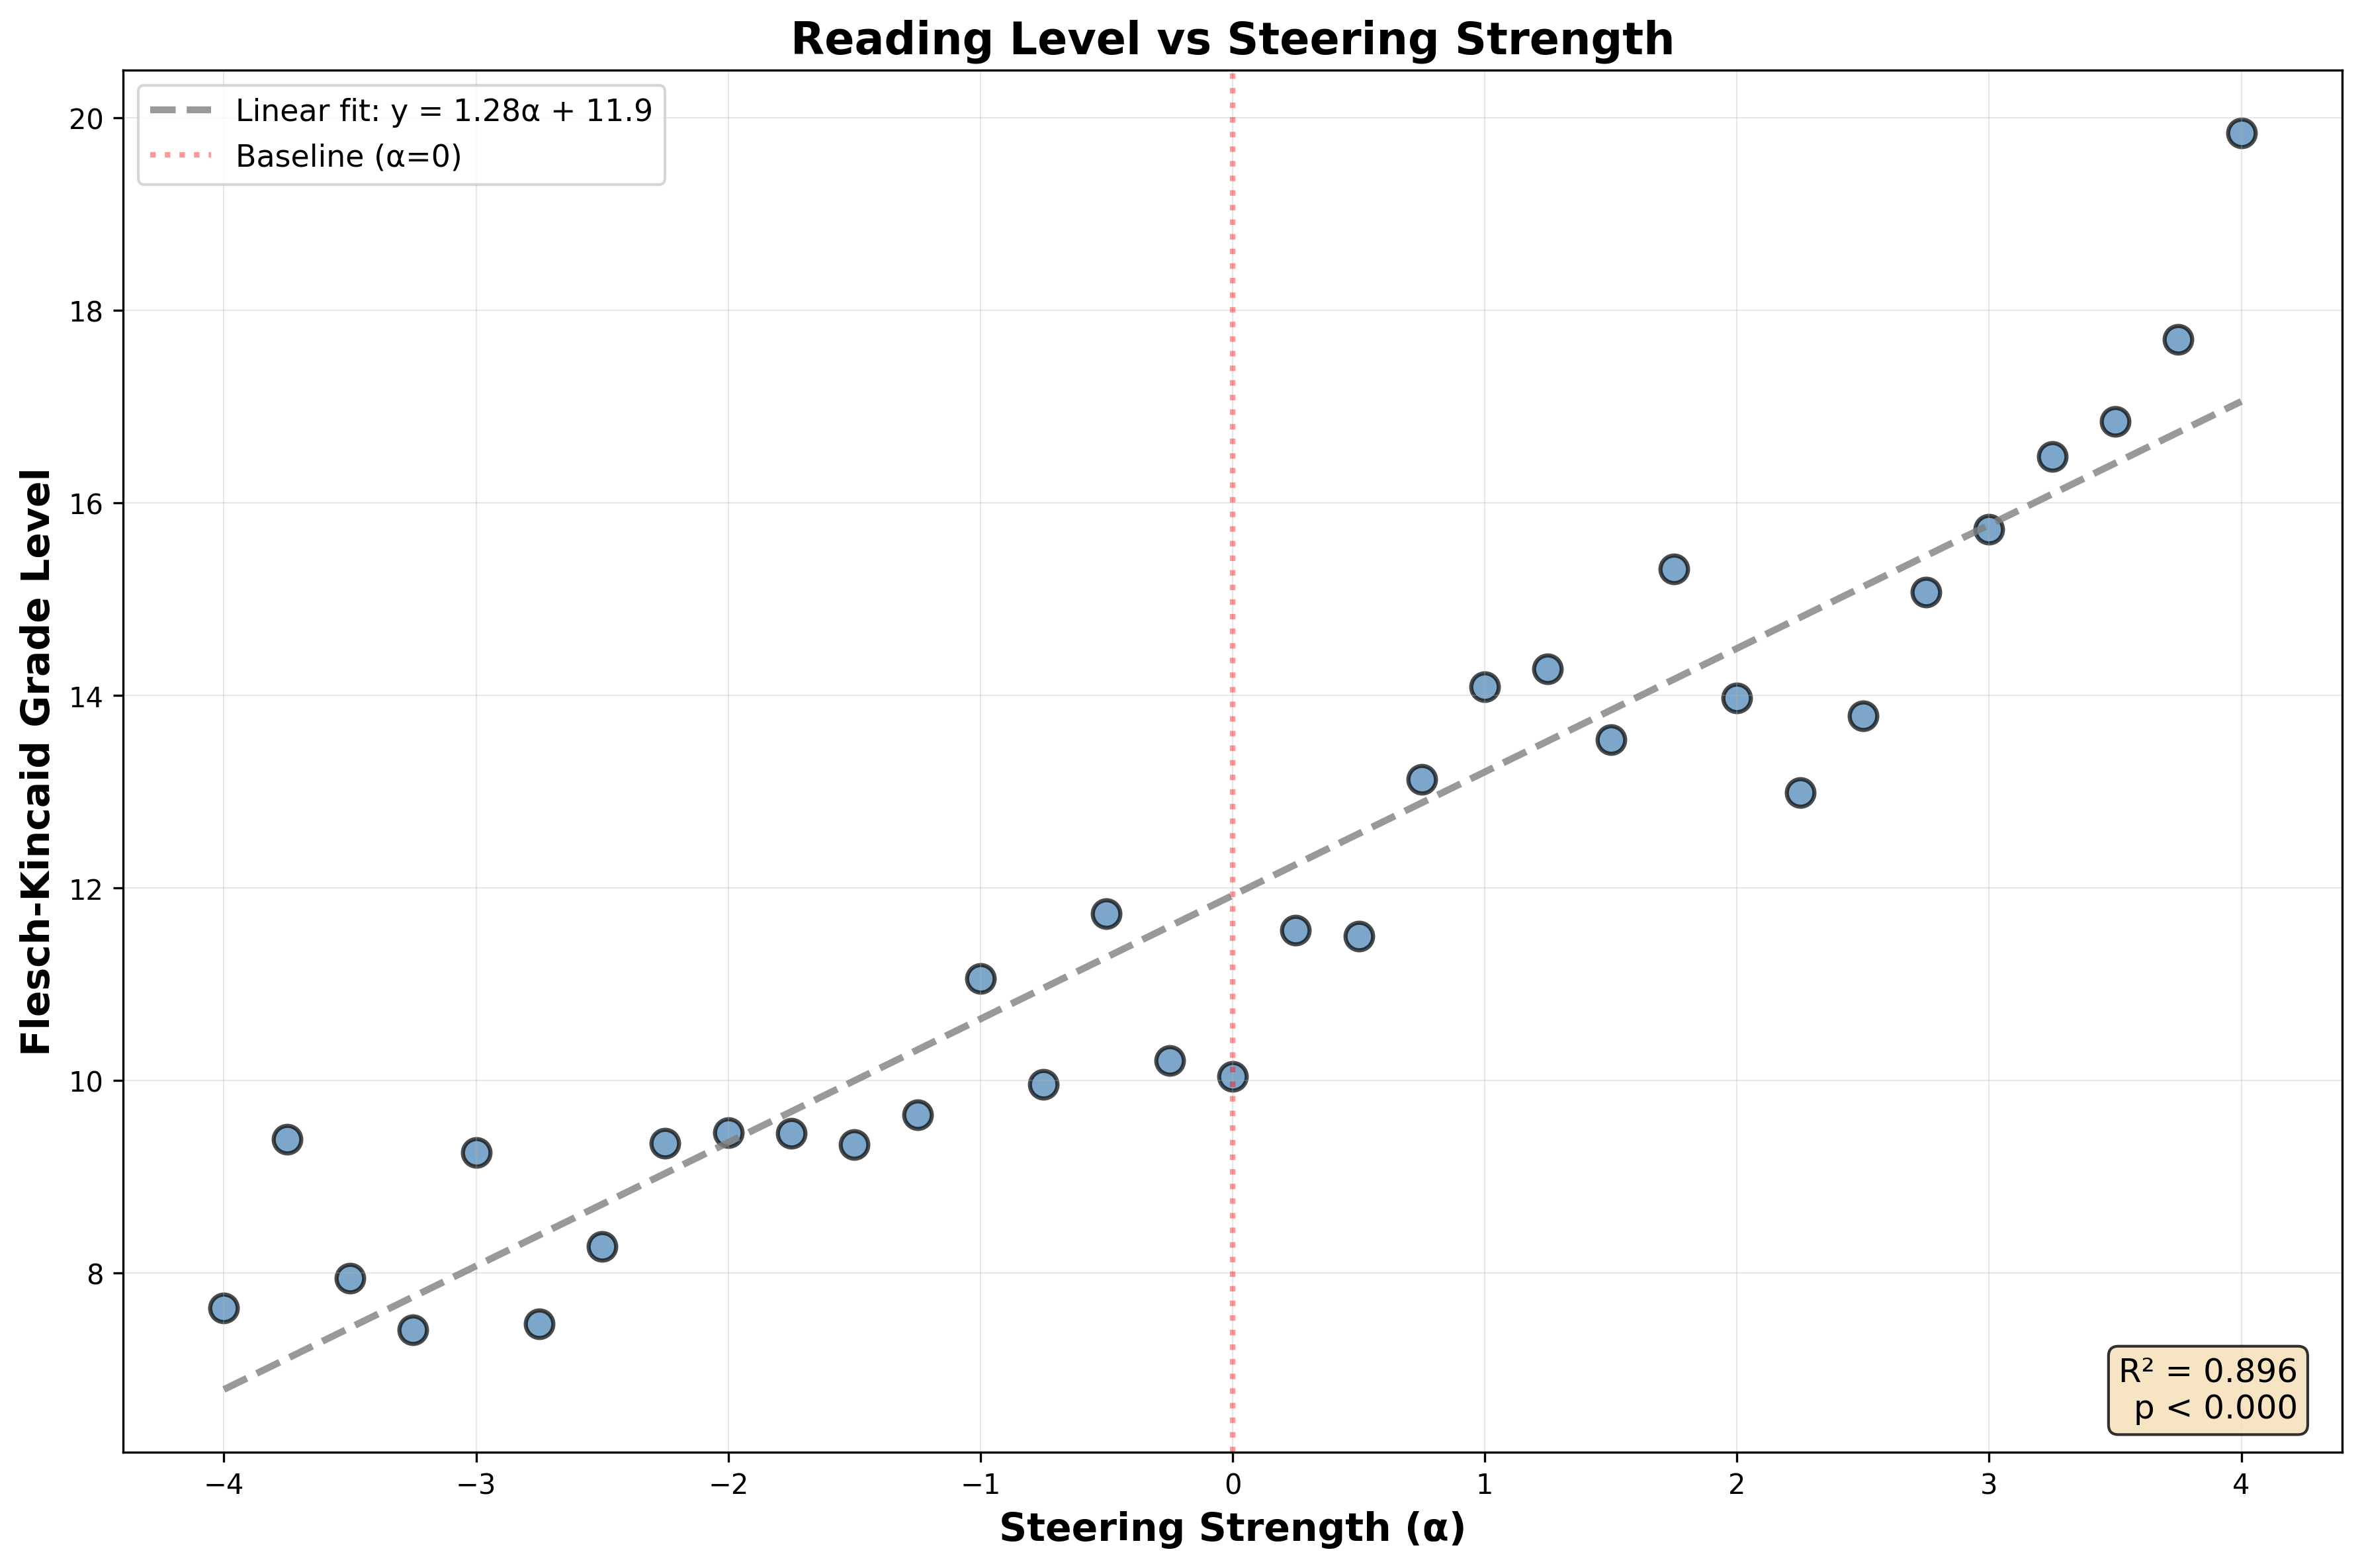 Reading Level vs Steering Strength
Linear fit: y = 1.28α + 11.9
Baseline (α=0)
Flesch-Kincaid Grade Level
20
18
16
14
12
10
8
R² = 0.896
p < 0.000
−4
−3
−2
−1
0
1
2
3
4
Steering Strength (α)